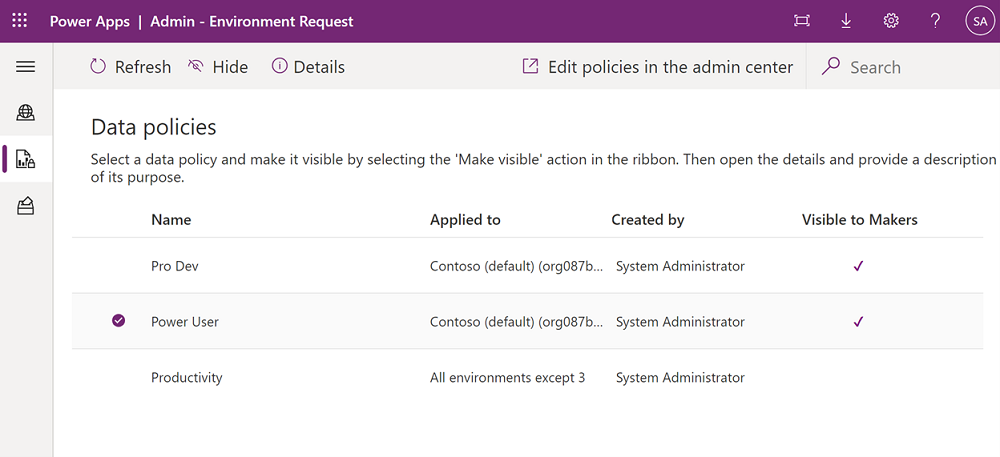 Power Apps | Admin - Environment Request
SA
Refresh Hide Details Edit policies in the admin center Search
Data policies
Select a data policy and make it visible by selecting the 'Make visible' action in the ribbon. Then open the details and provide a description
of its purpose.
Name Applied to Created by Visible to Makers
Pro Dev Contoso (default) (org087b... System Administrator ✓
Power User Contoso (default) (org087b... System Administrator ✓
Productivity All environments except 3 System Administrator